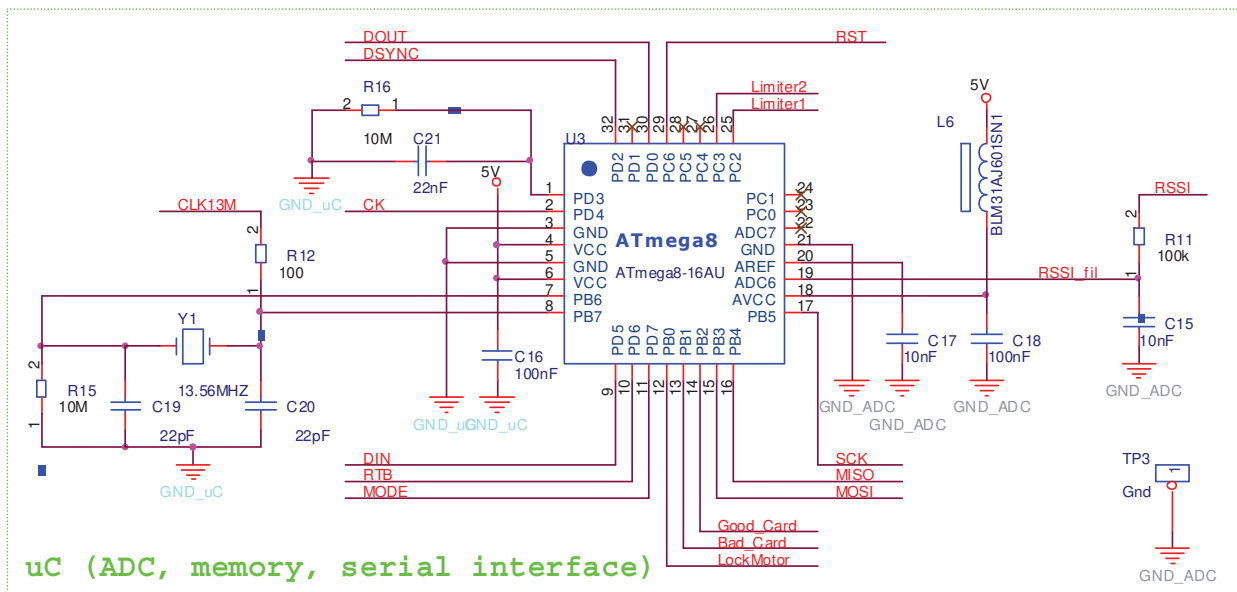 DOUT
DSYNC
RST
R16
2
1
10M
Limiter2
Limiter1
5V
L6
BLM31AJ601SN1
C21
22nF
GND_uC
U3
32
31
30
29
28
27
26
25
PD2
PD1
PD0
PC6
PC5
PC4
PC3
PC2
5V
CLK13M
CK
2
R12
100
1
1
2
3
4
5
6
7
8
PD3
PD4
GND
VCC
GND
VCC
PB6
PB7
ATmega8
ATmega8-16AU
PC1
PC0
ADC7
GND
AREF
ADC6
AVCC
PB5
24
23
22
21
20
19
18
17
RSSI
2
R11
100k
1
RSSI_fil
C15
10nF
GND_ADC
Y1
13.56MHZ
2
R15
10M
1
C19
22pF
C20
22pF
GND_uC
C16
100nF
GND_uC
GND_uC
PD5
PD6
PD7
PB0
PB1
PB2
PB3
PB4
9
10
11
12
13
14
15
16
C17
10nF
C18
100nF
GND_ADC
GND_ADC
GND_ADC
DIN
RTB
MODE
SCK
MISO
MOSI
Good_Card
Bad_Card
LockMotor
TP3
1
Gnd
GND_ADC
uC (ADC, memory, serial interface)